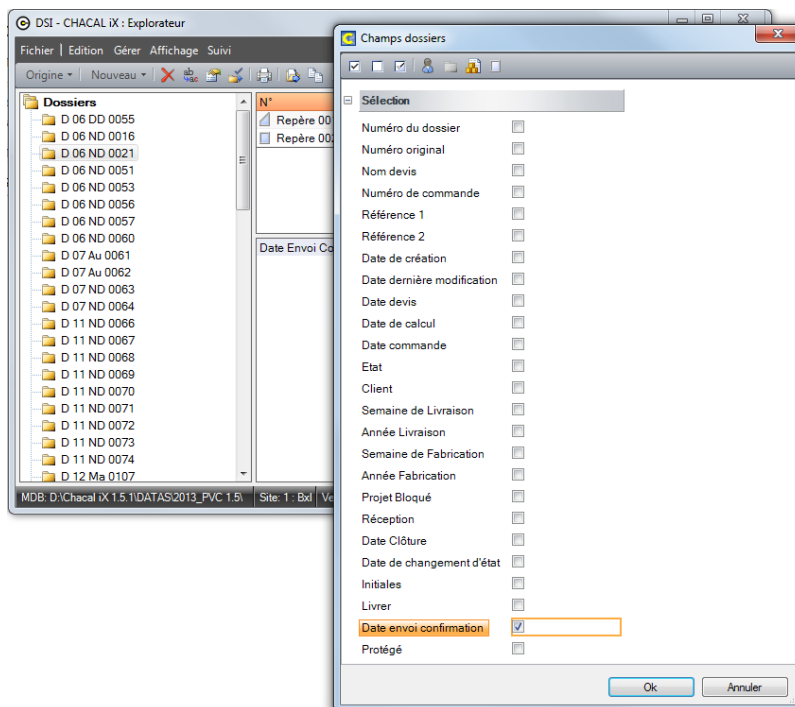 DSI - CHACAL iX : Explorateur
Fichier | Edition Gérer Affichage Suivi
Origine Nouveau
Dossiers
D 06 DD 0055
D 06 ND 0016
D 06 ND 0021
D 06 ND 0051
D 06 ND 0053
D 06 ND 0056
D 06 ND 0057
D 06 ND 0060
D 07 Au 0061
D 07 Au 0062
D 07 ND 0063
D 07 ND 0064
D 11 ND 0066
D 11 ND 0067
D 11 ND 0068
D 11 ND 0069
D 11 ND 0070
D 11 ND 0071
D 11 ND 0072
D 11 ND 0073
D 11 ND 0074
D 12 Ma 0107
N°
Repère 00
Repère 00
Date Envoi Co
MDB: D:\Chacal iX 1.5.1\DATAS\2013_PVC 1.5\ Site: 1 : Bxl Ve
Champs dossiers
Sélection
Numéro du dossier
Numéro original
Nom devis
Numéro de commande
Référence 1
Référence 2
Date de création
Date dernière modification
Date devis
Date de calcul
Date commande
Etat
Client
Semaine de Livraison
Année Livraison
Semaine de Fabrication
Année Fabrication
Projet Bloqué
Réception
Date Clôture
Date de changement d'état
Initiales
Livrer
Date envoi confirmation
Protégé
Ok Annuler